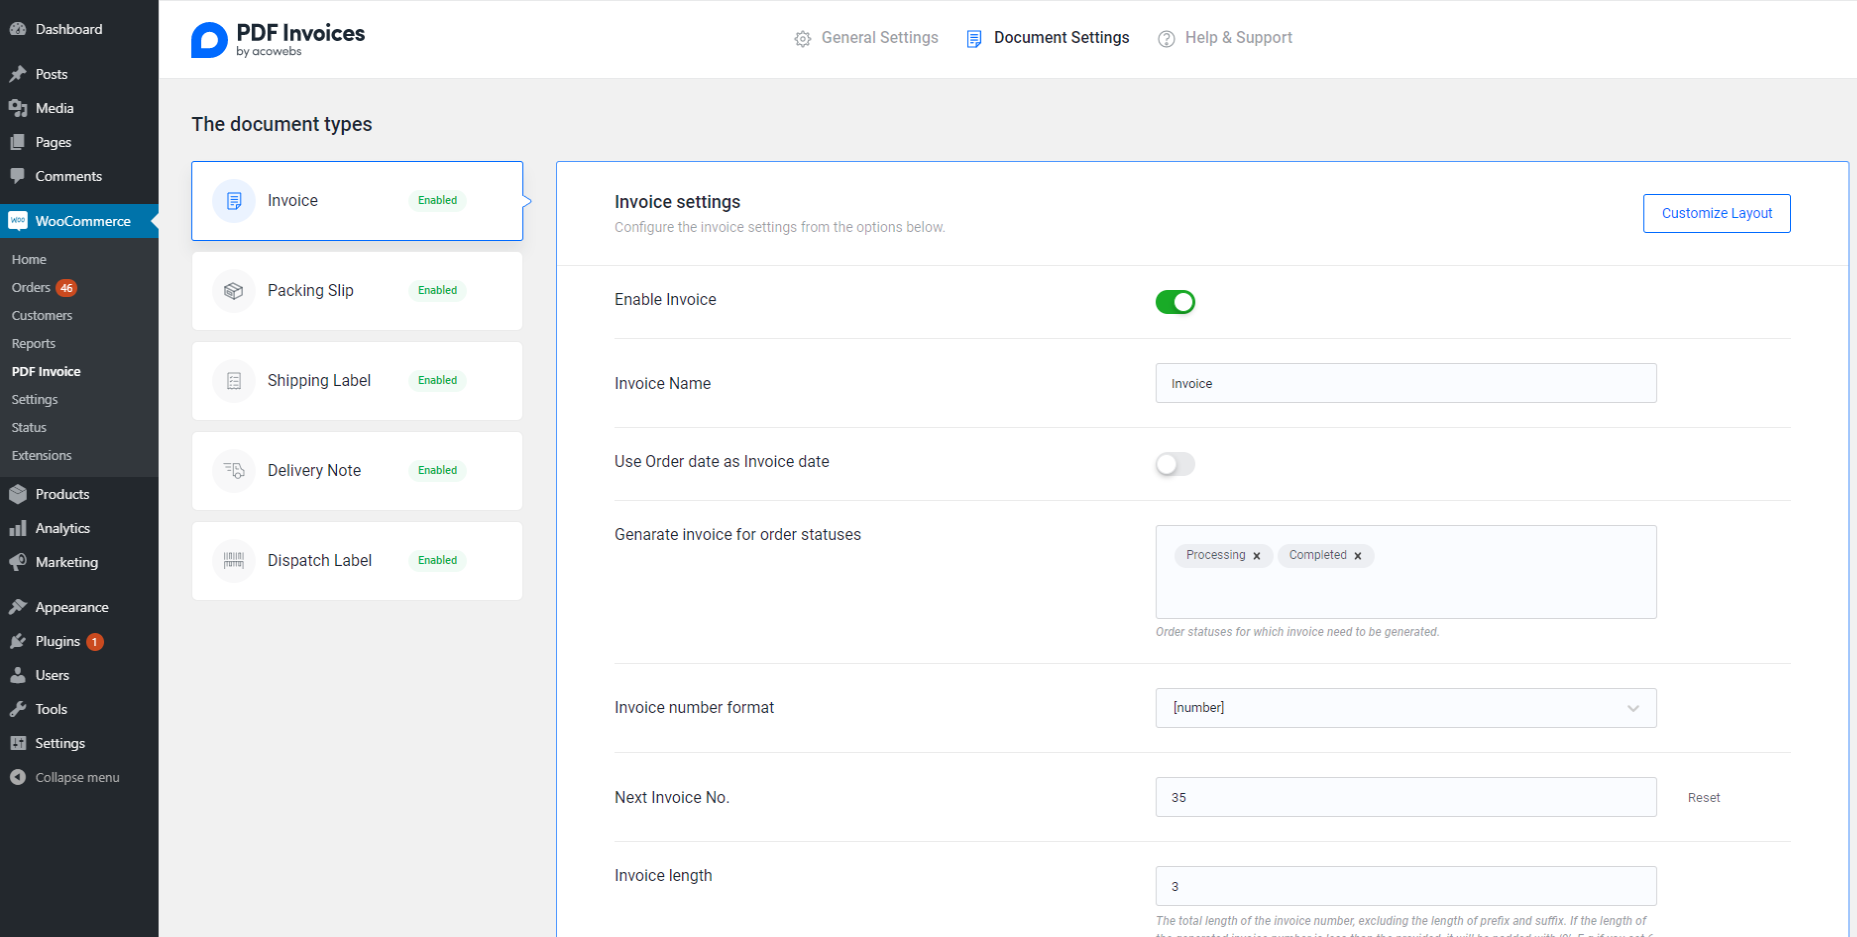 Dashboard
Posts
Media
Pages
Comments
WOO WooCommerce
Home
Orders 46
Customers
Reports
PDF Invoice
Settings
Status
Extensions
Products
Analytics
Marketing
Appearance
Plugins 1
Users
Tools
Settings
Collapse menu
PDF Invoices
by acowebs
General Settings
Document Settings
Help & Support
The document types
Invoice Enabled
Packing Slip Enabled
Shipping Label Enabled
Delivery Note Enabled
Dispatch Label Enabled
Invoice settings
Configure the invoice settings from the options below.
Customize Layout
Enable Invoice
Invoice Name
Invoice
Use Order date as Invoice date
Genarate invoice for order statuses
Processing × Completed ×
Order statuses for which invoice need to be generated.
Invoice number format
[number]
Next Invoice No.
35
Reset
Invoice length
3
The total length of the invoice number, excluding the length of prefix and suffix. If the length of